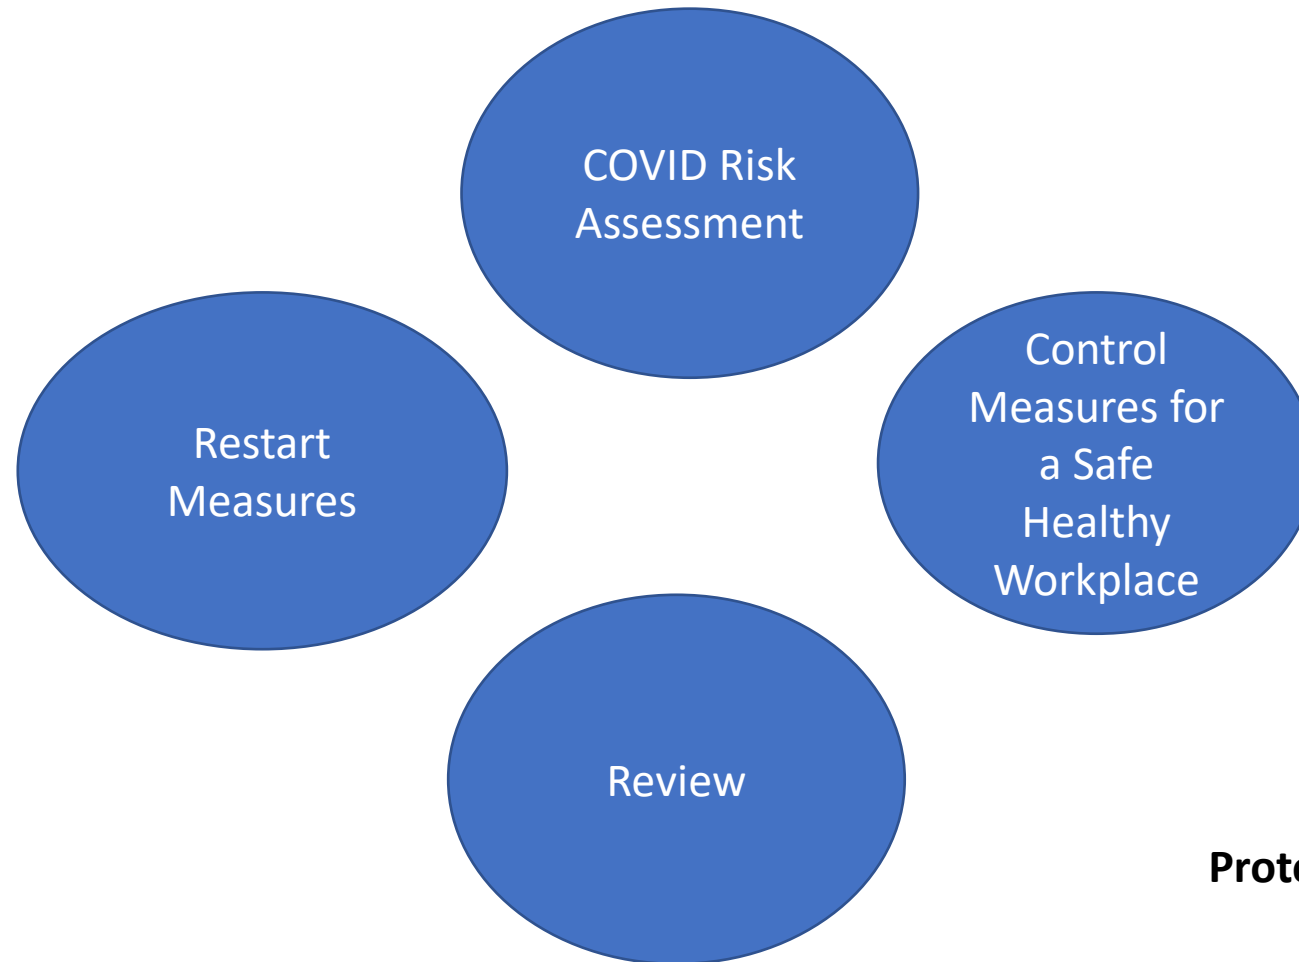 COVID Risk
Assessment
Control
Measures for
a Safe
Healthy
Workplace
Restart
Measures
Review